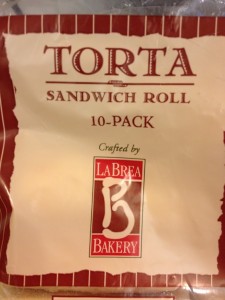 TORTA
SANDWICH ROLL
10-PACK
Crafted by
LA BREA
B
BAKERY